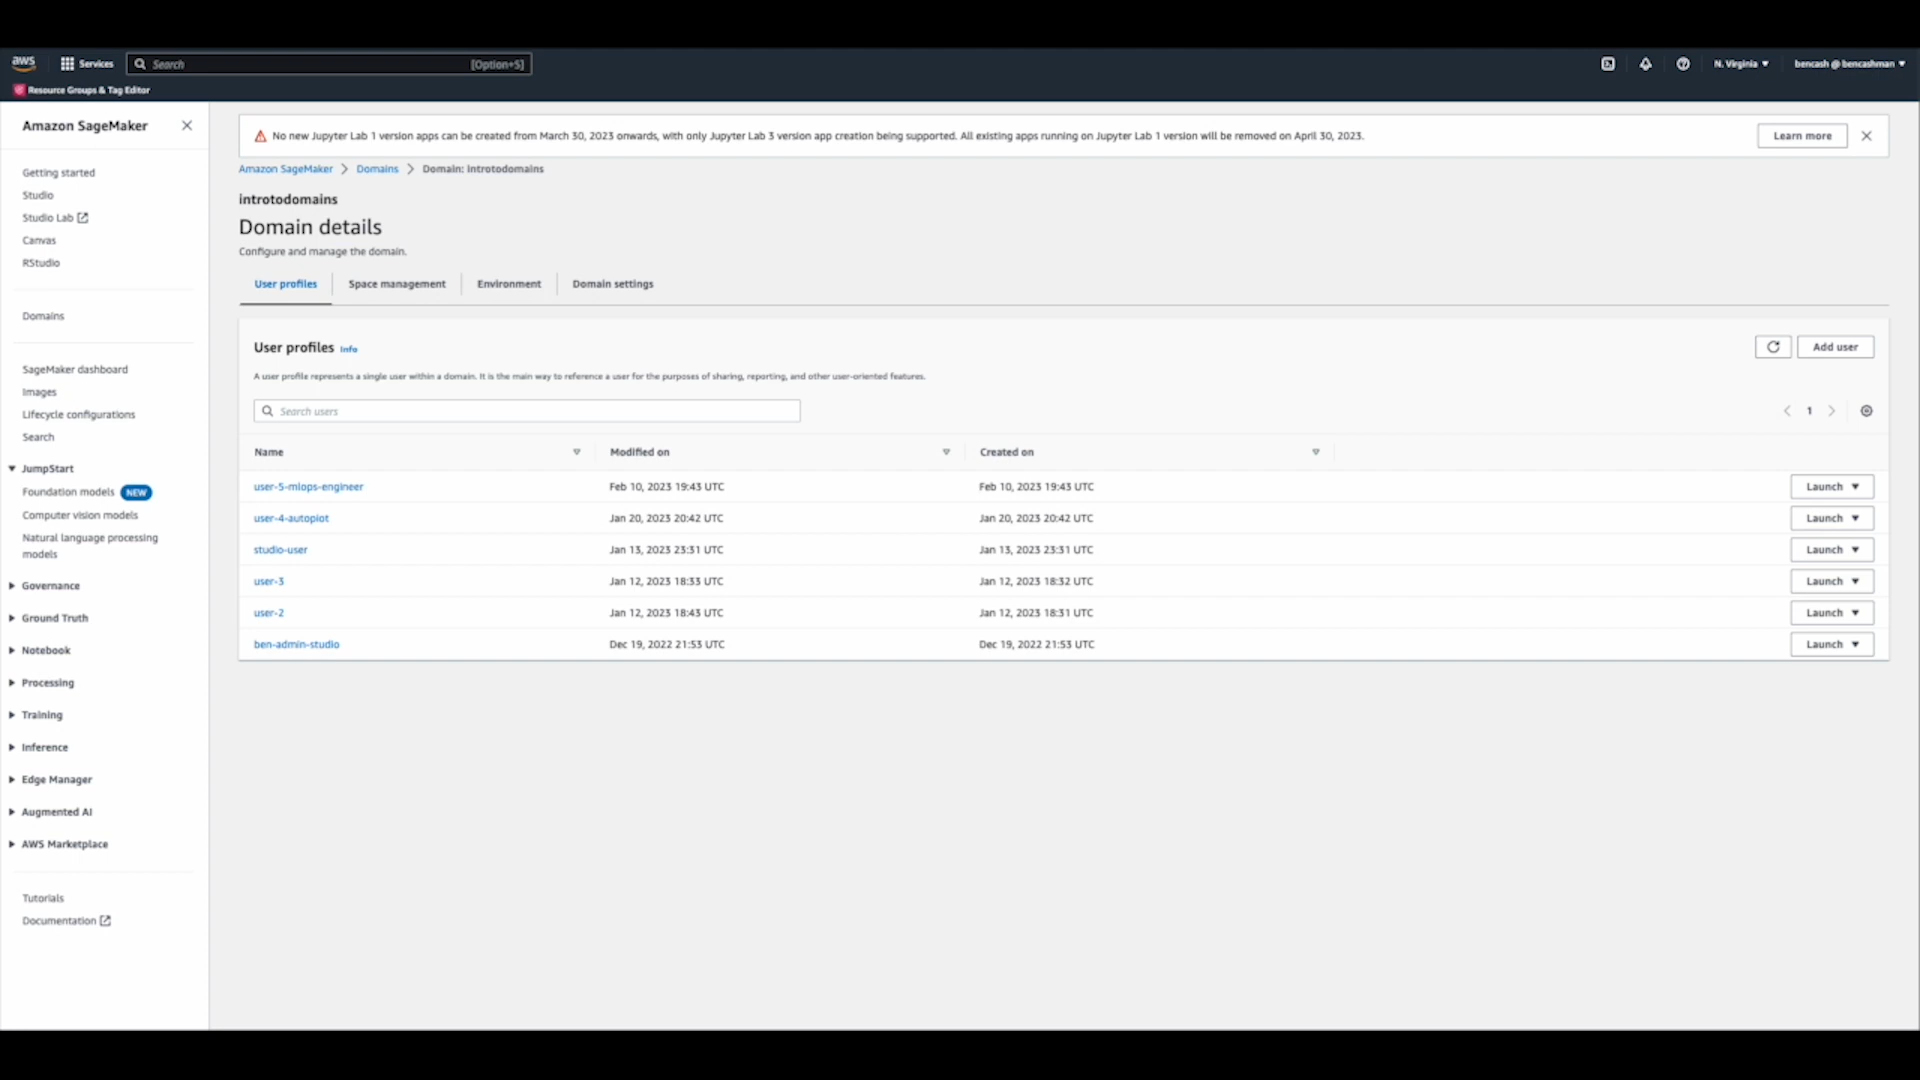 aws
Services
Search
[Option+S]
N. Virginia
bencash @ bencashman
Resource Groups & Tag Editor
Amazon SageMaker
Getting started
Studio
Studio Lab
Canvas
RStudio
Domains
SageMaker dashboard
Images
Lifecycle configurations
Search
JumpStart
Foundation models NEW
Computer vision models
Natural language processing
models
Governance
Ground Truth
Notebook
Processing
Training
Inference
Edge Manager
Augmented AI
AWS Marketplace
Tutorials
Documentation
No new Jupyter Lab 1 version apps can be created from March 30, 2023 onwards, with only Jupyter Lab 3 version app creation being supported. All existing apps running on Jupyter Lab 1 version will be removed on April 30, 2023.
Learn more
Amazon SageMaker > Domains > Domain: introtodomains
introtodomains
Domain details
Configure and manage the domain.
User profiles
Space management
Environment
Domain settings
User profiles Info
Add user
A user profile represents a single user within a domain. It is the main way to reference a user for the purposes of sharing, reporting, and other user-oriented features.
Search users
1
Name Modified on Created on
user-5-mlops-engineer Feb 10, 2023 19:43 UTC Feb 10, 2023 19:43 UTC Launch
user-4-autopiot Jan 20, 2023 20:42 UTC Jan 20, 2023 20:42 UTC Launch
studio-user Jan 13, 2023 23:31 UTC Jan 13, 2023 23:31 UTC Launch
user-3 Jan 12, 2023 18:33 UTC Jan 12, 2023 18:32 UTC Launch
user-2 Jan 12, 2023 18:43 UTC Jan 12, 2023 18:31 UTC Launch
ben-admin-studio Dec 19, 2022 21:53 UTC Dec 19, 2022 21:53 UTC Launch